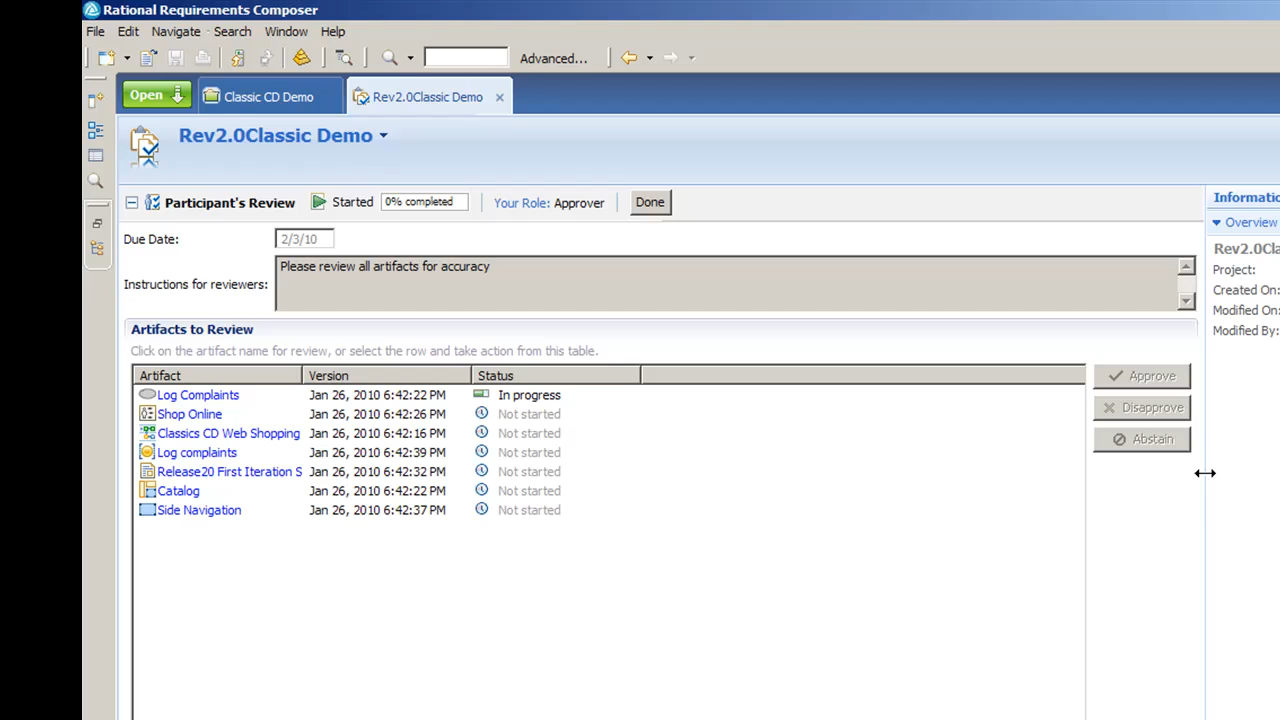 Rational Requirements Composer
File Edit Navigate Search Window Help
Advanced...
Open Classic CD Demo Rev2.0Classic Demo
Rev2.0Classic Demo
Participant's Review Started 0% completed Your Role: Approver Done
Due Date: 2/3/10
Instructions for reviewers: Please review all artifacts for accuracy
Artifacts to Review
Click on the artifact name for review, or select the row and take action from this table.
Artifact Version Status
Log Complaints Jan 26, 2010 6:42:22 PM In progress
Shop Online Jan 26, 2010 6:42:26 PM Not started
Classics CD Web Shopping Jan 26, 2010 6:42:16 PM Not started
Log complaints Jan 26, 2010 6:42:39 PM Not started
Release20 First Iteration S Jan 26, 2010 6:42:32 PM Not started
Catalog Jan 26, 2010 6:42:22 PM Not started
Side Navigation Jan 26, 2010 6:42:37 PM Not started
Approve
Disapprove
Abstain
Informatio
Overview
Rev2.0Cla
Project:
Created On:
Modified On:
Modified By: